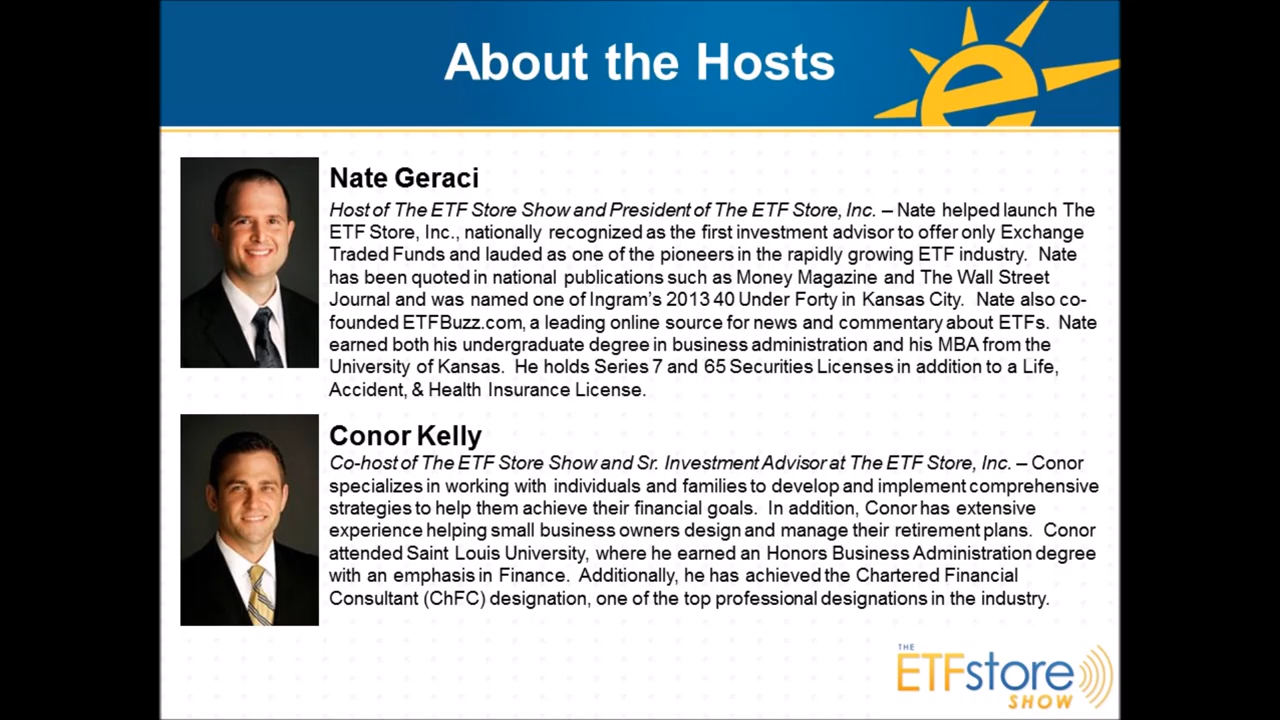 About the Hosts
Nate Geraci
Host of The ETF Store Show and President of The ETF Store, Inc. – Nate helped launch The
ETF Store, Inc., nationally recognized as the first investment advisor to offer only Exchange
Traded Funds and lauded as one of the pioneers in the rapidly growing ETF industry.  Nate
has been quoted in national publications such as Money Magazine and The Wall Street
Journal and was named one of Ingram’s 2013 40 Under Forty in Kansas City.  Nate also co-
founded ETFBuzz.com, a leading online source for news and commentary about ETFs.  Nate
earned both his undergraduate degree in business administration and his MBA from the
University of Kansas.  He holds Series 7 and 65 Securities Licenses in addition to a Life,
Accident, & Health Insurance License.
Conor Kelly
Co-host of The ETF Store Show and Sr. Investment Advisor at The ETF Store, Inc. – Conor
specializes in working with individuals and families to develop and implement comprehensive
strategies to help them achieve their financial goals.  In addition, Conor has extensive
experience helping small business owners design and manage their retirement plans.  Conor
attended Saint Louis University, where he earned an Honors Business Administration degree
with an emphasis in Finance.  Additionally, he has achieved the Chartered Financial
Consultant (ChFC) designation, one of the top professional designations in the industry.
THE
ETFstore
SHOW